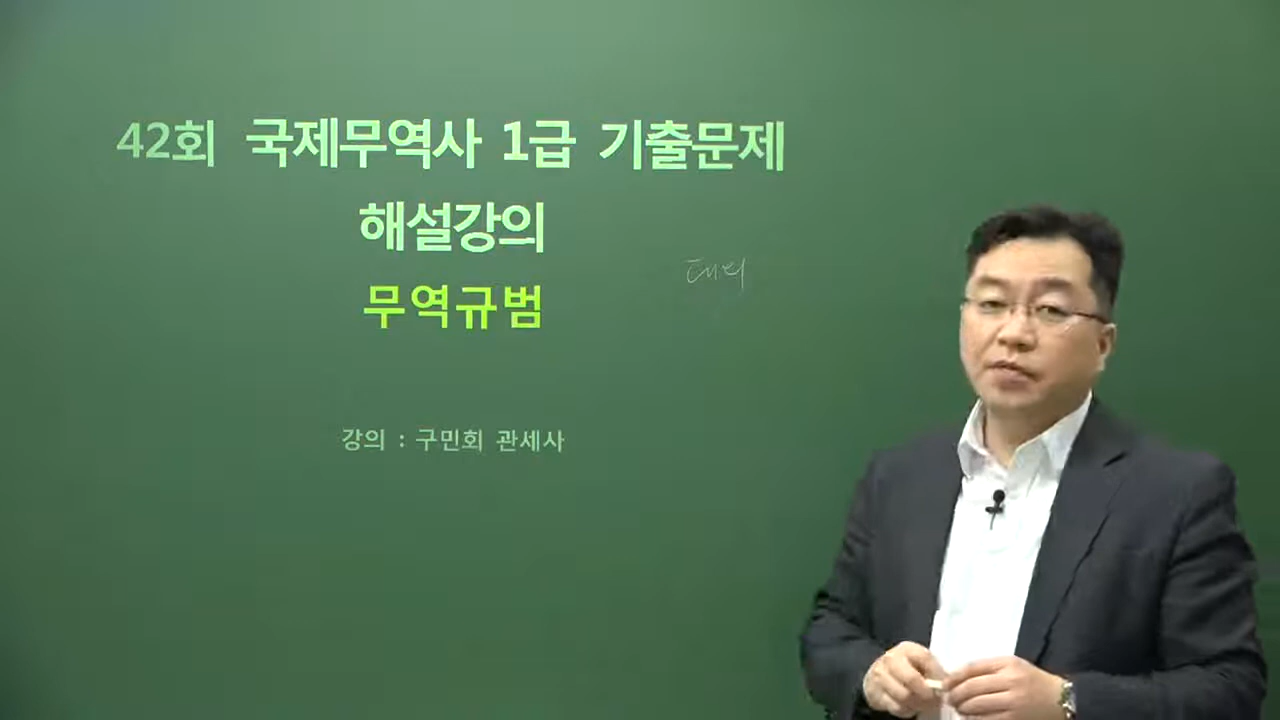 42회 국제무역사 1급 기출문제
해설강의
무역규범
강의 : 구민회 관세사